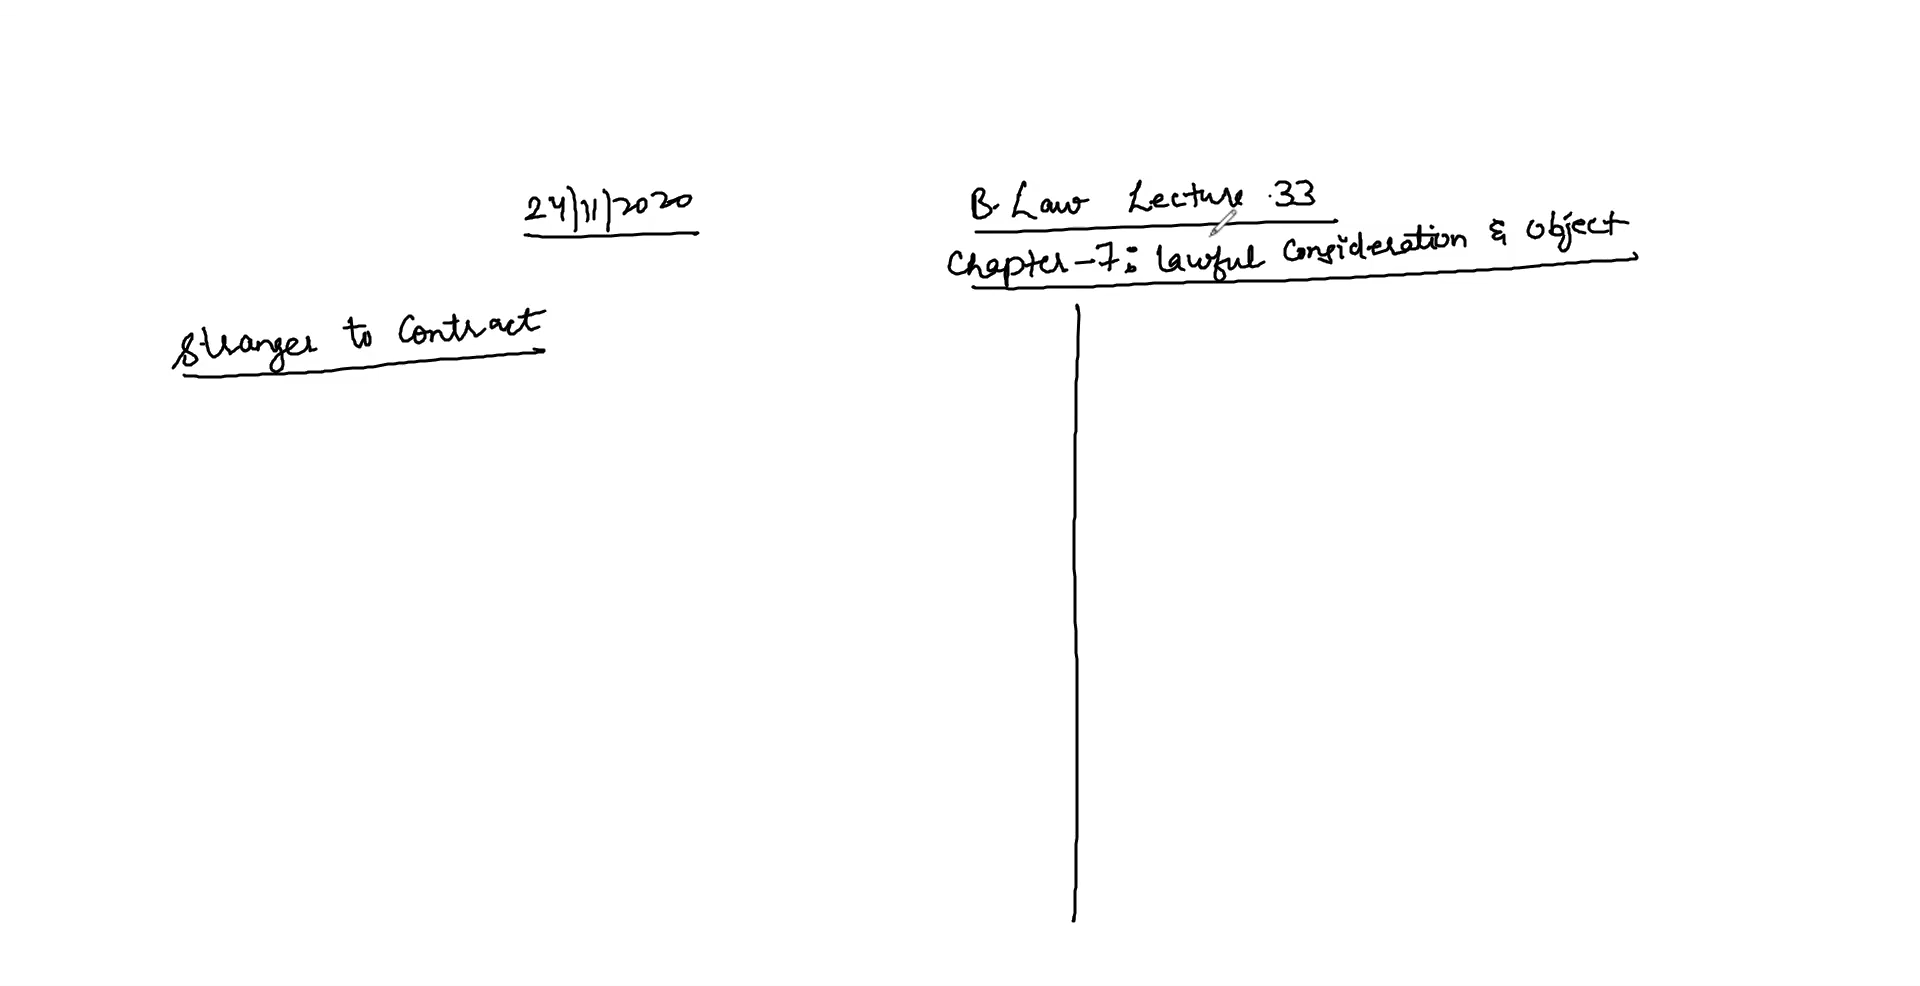 24/11/2020
B. Law Lecture .33
Chapter-7: Lawful Consideration & Object
Stranger to Contract